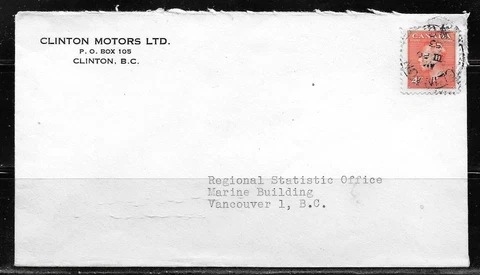 CLINTON MOTORS LTD.
P. O. BOX 105
CLINTON, B.C.
CANADA
Regional Statistic Office
Marine Building
Vancouver 1, B.C.